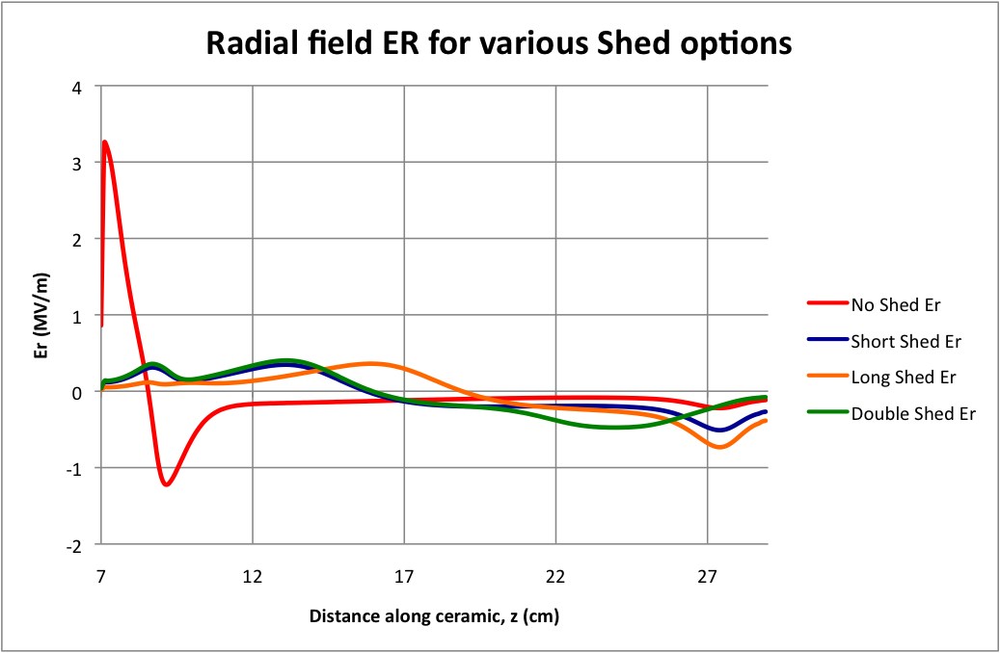 Radial field ER for various Shed options
4
3
2
1
0
-1
-2
Er (MV/m)
7
12
17
22
27
Distance along ceramic, z (cm)
No Shed Er
Short Shed Er
Long Shed Er
Double Shed Er